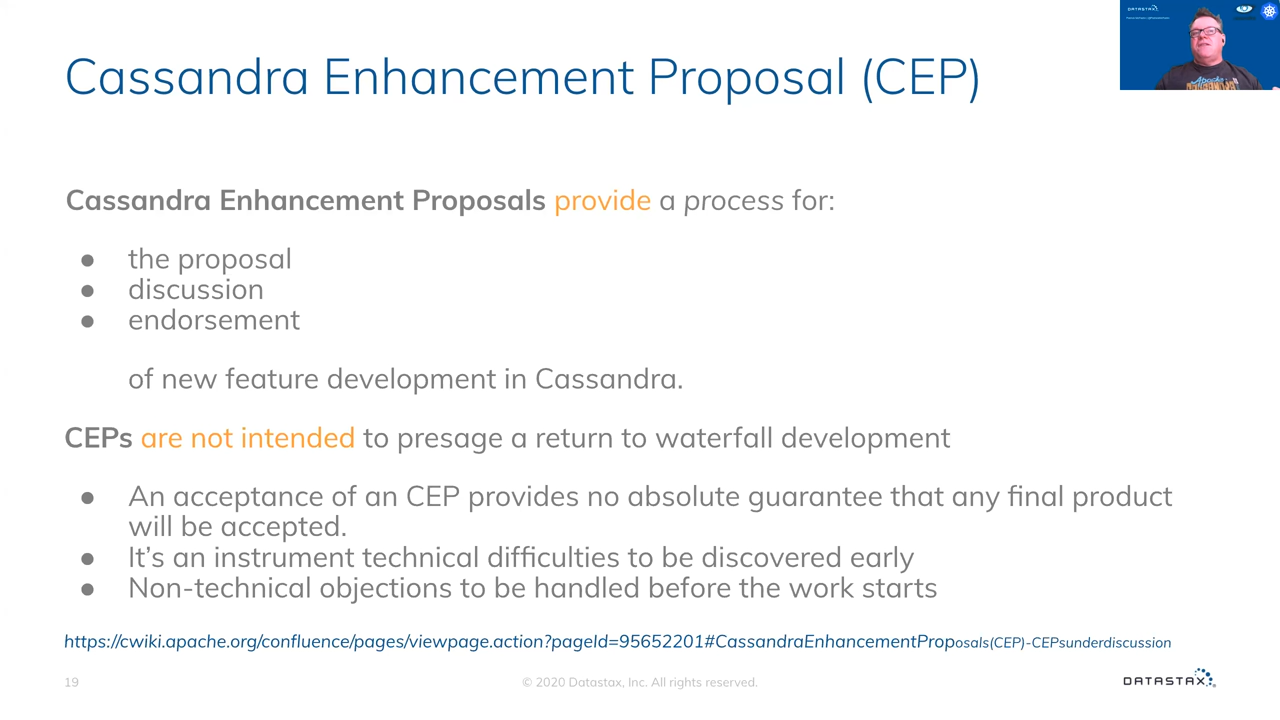 DATASTAX
Cassandra Enhancement Proposal (CEP)
Apache
Cassandra Enhancement Proposals provide a process for:
● the proposal
● discussion
● endorsement
of new feature development in Cassandra.
CEPs are not intended to presage a return to waterfall development
● An acceptance of an CEP provides no absolute guarantee that any final product
will be accepted.
● It’s an instrument technical difficulties to be discovered early
● Non-technical objections to be handled before the work starts
https://cwiki.apache.org/confluence/pages/viewpage.action?pageId=95652201#CassandraEnhancementProposals(CEP)-CEPsunderdiscussion
19
© 2020 Datastax, Inc. All rights reserved.
DATASTAX